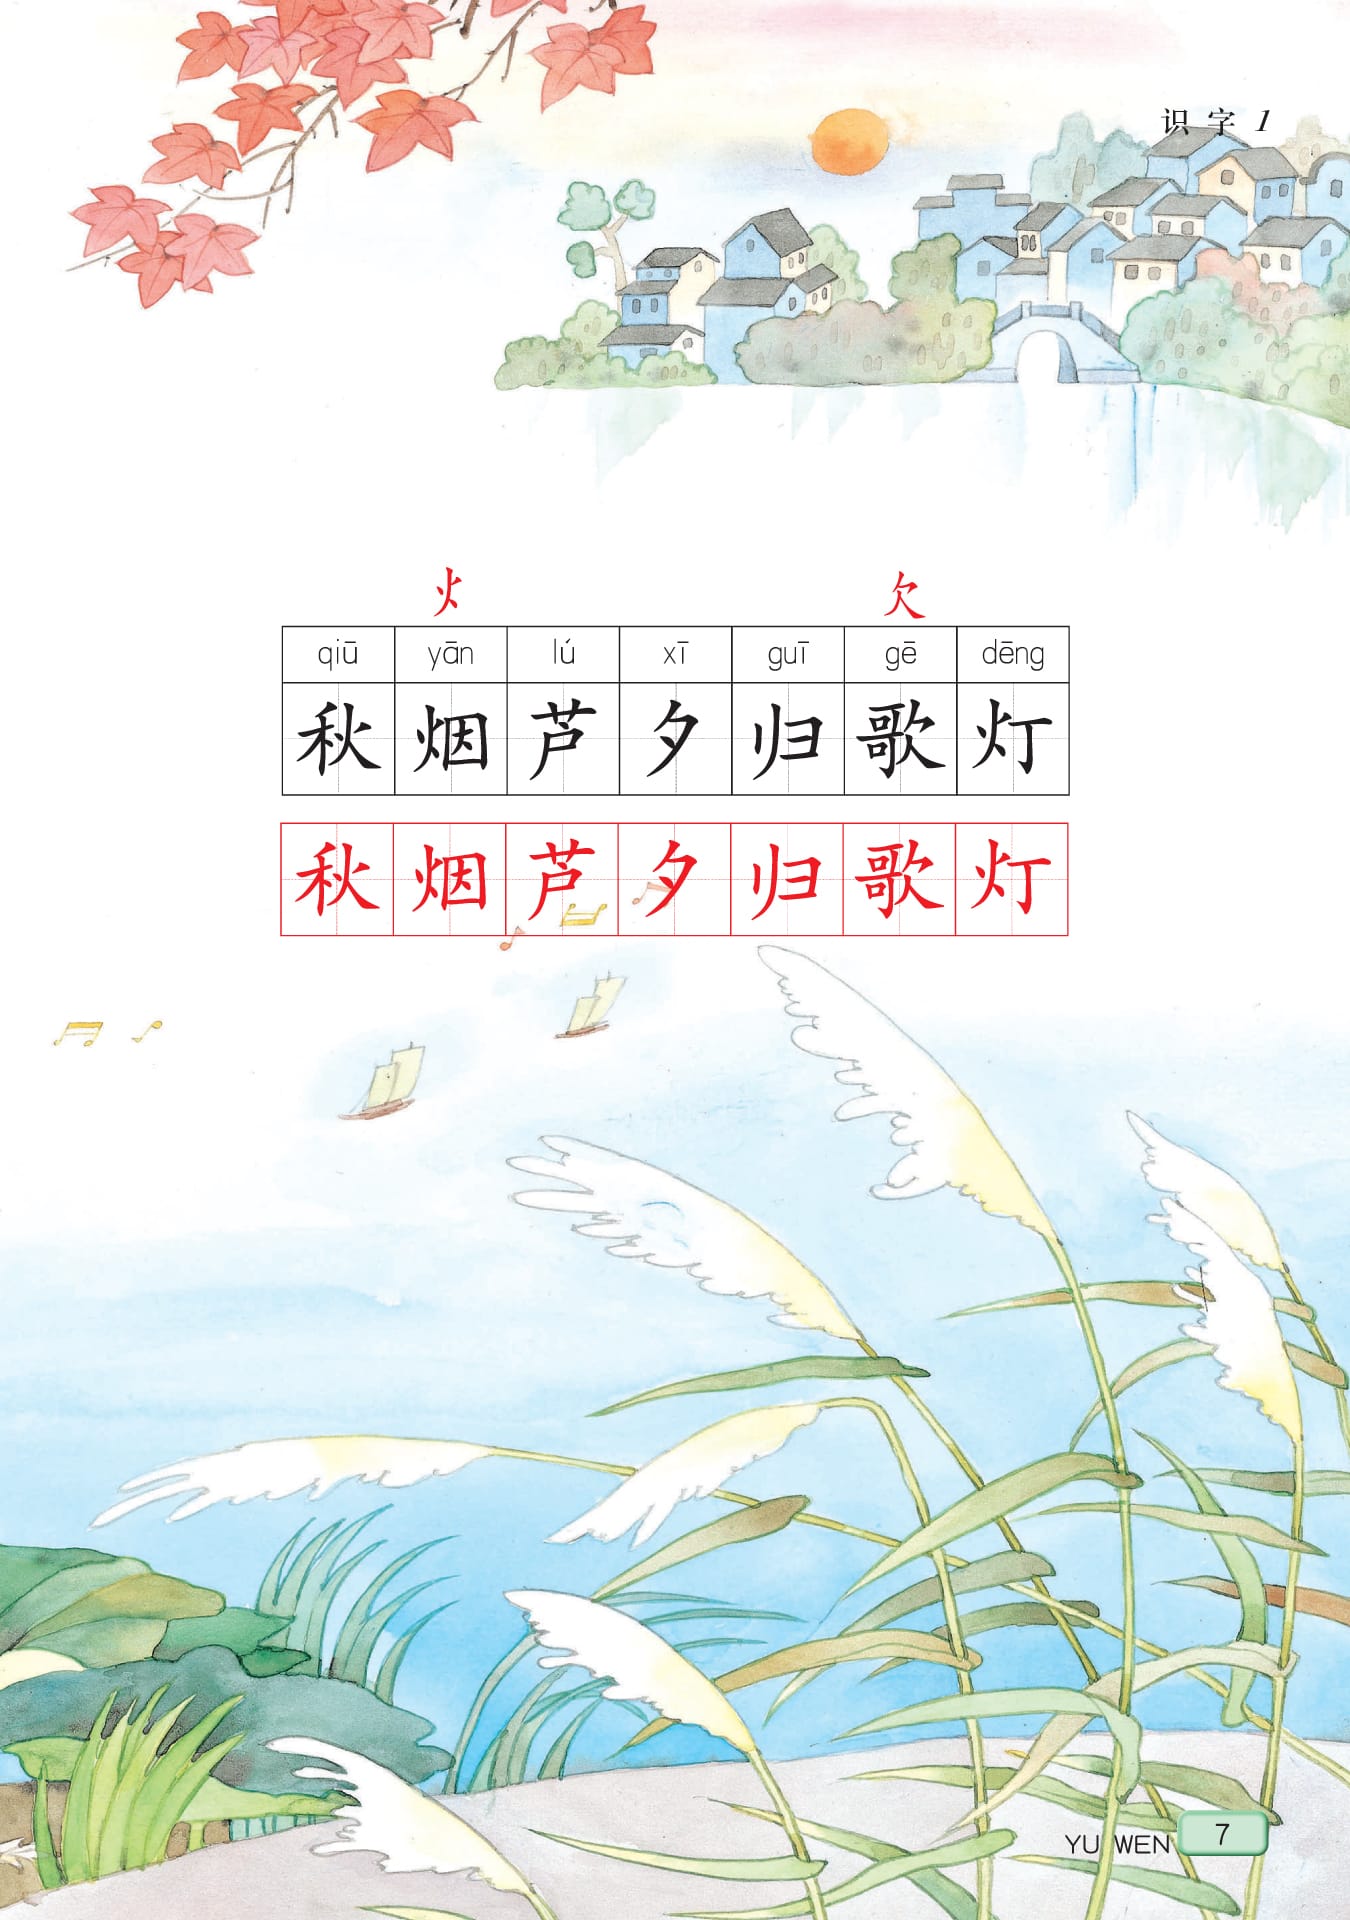 识字 1
火 欠
qiū yān lú xī guī gē dēng
秋 烟 芦 夕 归 歌 灯
秋 烟 芦 夕 归 歌 灯
YU WEN 7